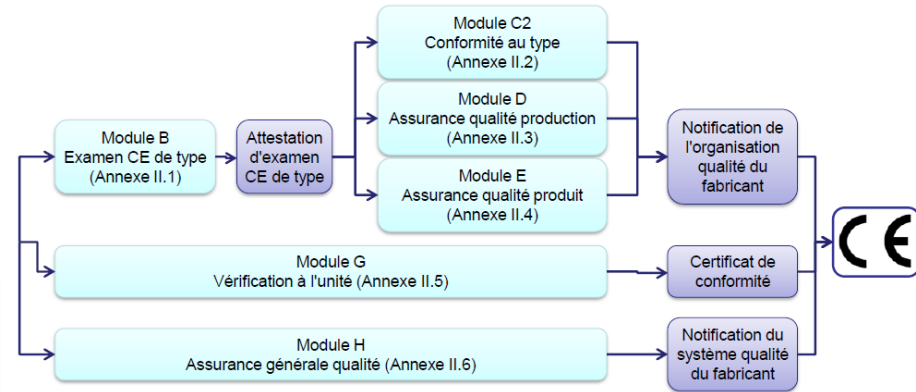 Module C2
Conformité au type
(Annexe II.2)
Module D
Assurance qualité production
(Annexe II.3)
Module E
Assurance qualité produit
(Annexe II.4)
Module B
Examen CE de type
(Annexe II.1)
Attestation
d'examen
CE de type
Notification de
l'organisation
qualité du
fabricant
CE
Module G
Vérification à l'unité (Annexe II.5)
Certificat de
conformité
Module H
Assurance générale qualité (Annexe II.6)
Notification du
système qualité
du fabricant